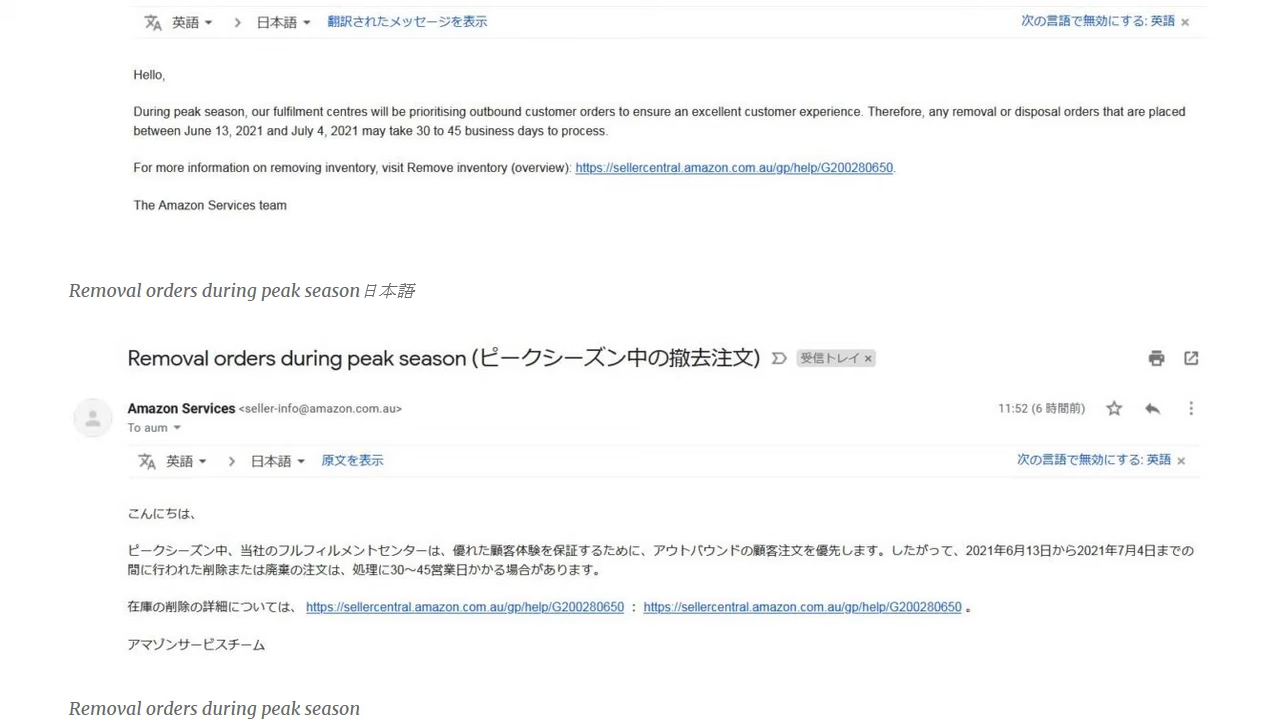 英語 日本語 翻訳されたメッセージを表示 次の言語で無効にする: 英語 ×
Hello,
During peak season, our fulfilment centres will be prioritising outbound customer orders to ensure an excellent customer experience. Therefore, any removal or disposal orders that are placed
between June 13, 2021 and July 4, 2021 may take 30 to 45 business days to process.
For more information on removing inventory, visit Remove inventory (overview): https://sellercentral.amazon.com.au/gp/help/G200280650.
The Amazon Services team
Removal orders during peak season日本語
Removal orders during peak season (ピークシーズン中の撤去注文) 受信トレイ ×
Amazon Services <seller-info@amazon.com.au> 11:52 (6 時間前)
To aum
英語 日本語 原文を表示 次の言語で無効にする: 英語 ×
こんにちは、
ピークシーズン中、当社のフルフィルメントセンターは、優れた顧客体験を保証するために、アウトバウンドの顧客注文を優先します。したがって、2021年6月13日から2021年7月4日までの
間に行われた削除または廃棄の注文は、処理に30〜45営業日かかる場合があります。
在庫の削除の詳細については、 https://sellercentral.amazon.com.au/gp/help/G200280650 : https://sellercentral.amazon.com.au/gp/help/G200280650 。
アマゾンサービスチーム
Removal orders during peak season